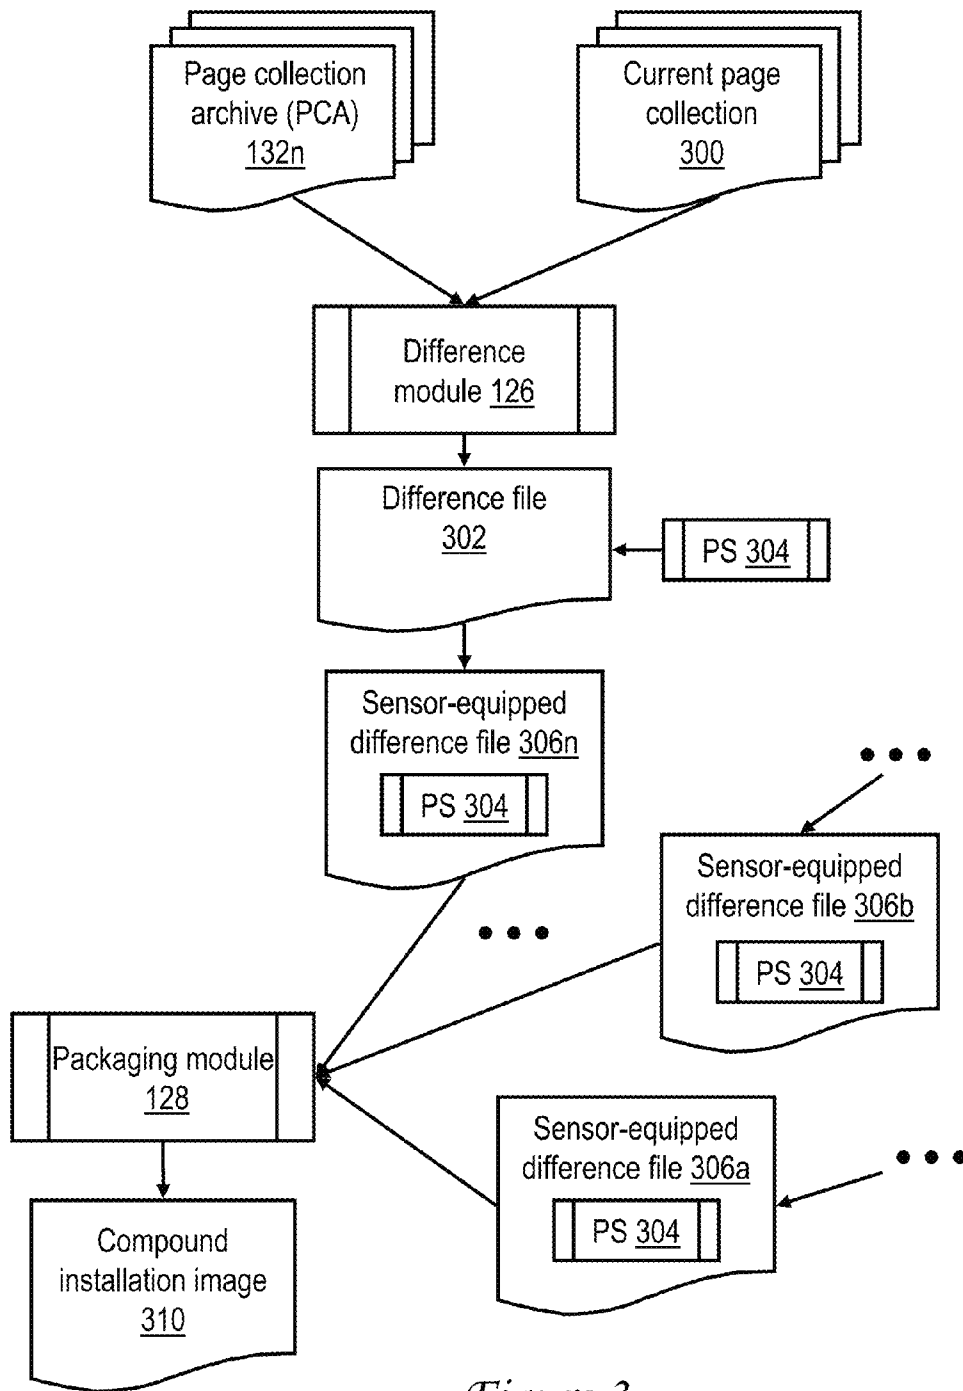 Page collection
archive (PCA)
132n
Current page
collection
300
Difference
module 126
Difference file
302
PS 304
Sensor-equipped
difference file 306n
PS 304
Sensor-equipped
difference file 306b
PS 304
Packaging module
128
Sensor-equipped
difference file 306a
PS 304
Compound
installation image
310
Figure 3